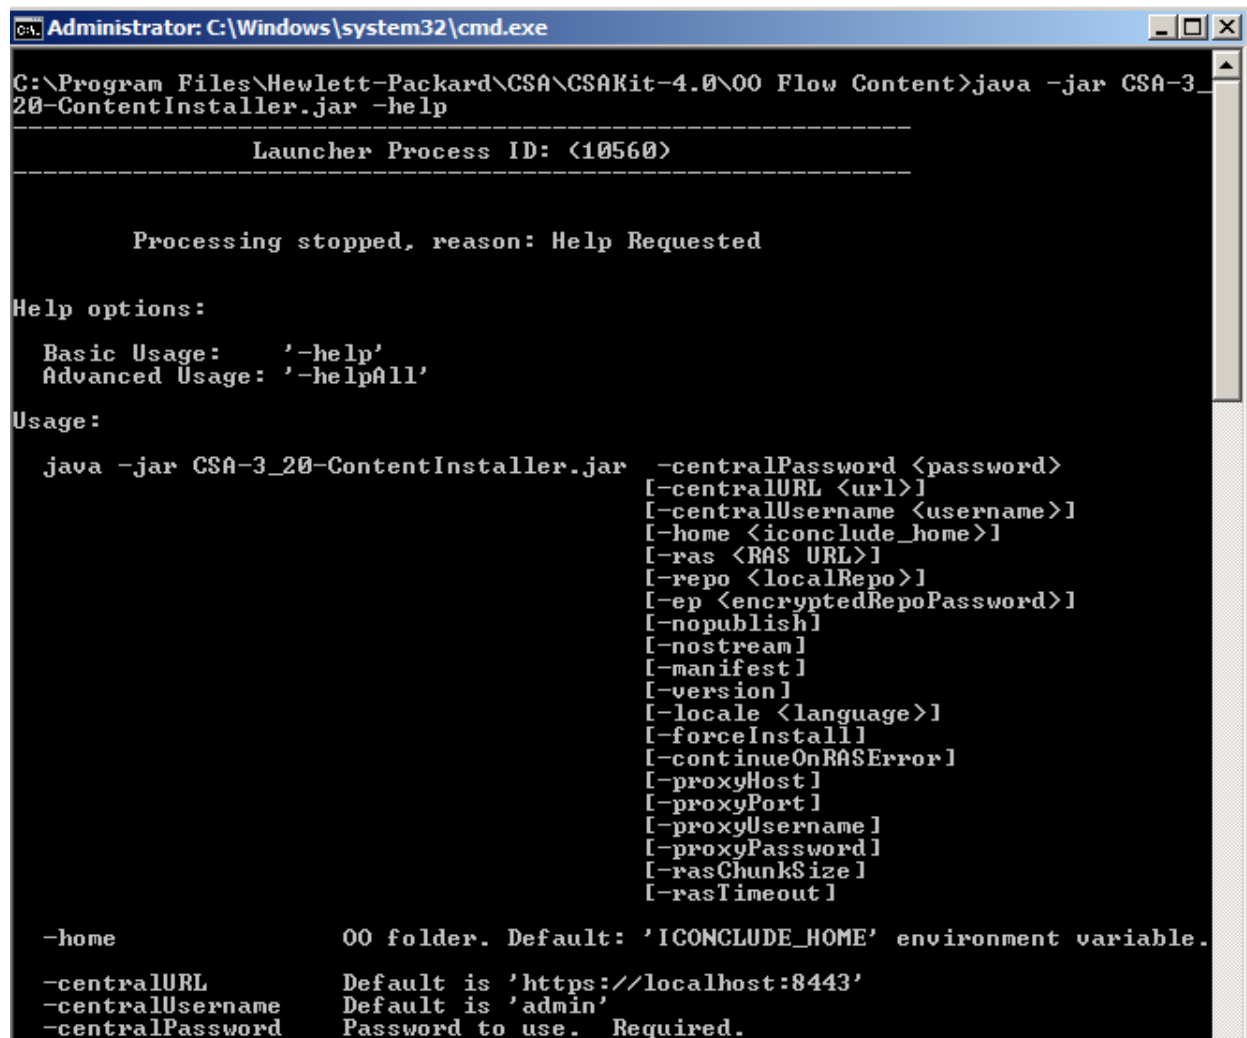 Administrator: C:\Windows\system32\cmd.exe
C:\Program Files\Hewlett-Packard\CSA\CSAKit-4.0\OO Flow Content>java -jar CSA-3_
20-ContentInstaller.jar -help
------------------------------------------------------------
Launcher Process ID: (10560)
------------------------------------------------------------
Processing stopped, reason: Help Requested
Help options:
Basic Usage: '-help'
Advanced Usage: '-helpAll'
Usage:
java -jar CSA-3_20-ContentInstaller.jar -centralPassword <password>
[-centralURL <url>]
[-centralUsername <username>]
[-home <iconclude_home>]
[-ras <RAS URL>]
[-repo <localRepo>]
[-ep <encryptedRepoPassword>]
[-nopublish]
[-nostream]
[-manifest]
[-version]
[-locale <language>]
[-forceInstall]
[-continueOnRASError]
[-proxyHost]
[-proxyPort]
[-proxyUsername]
[-proxyPassword]
[-rasChunkSize]
[-rasTimeout]
-home OO folder. Default: 'ICONCLUDE_HOME' environment variable.
-centralURL Default is 'https://localhost:8443'
-centralUsername Default is 'admin'
-centralPassword Password to use. Required.